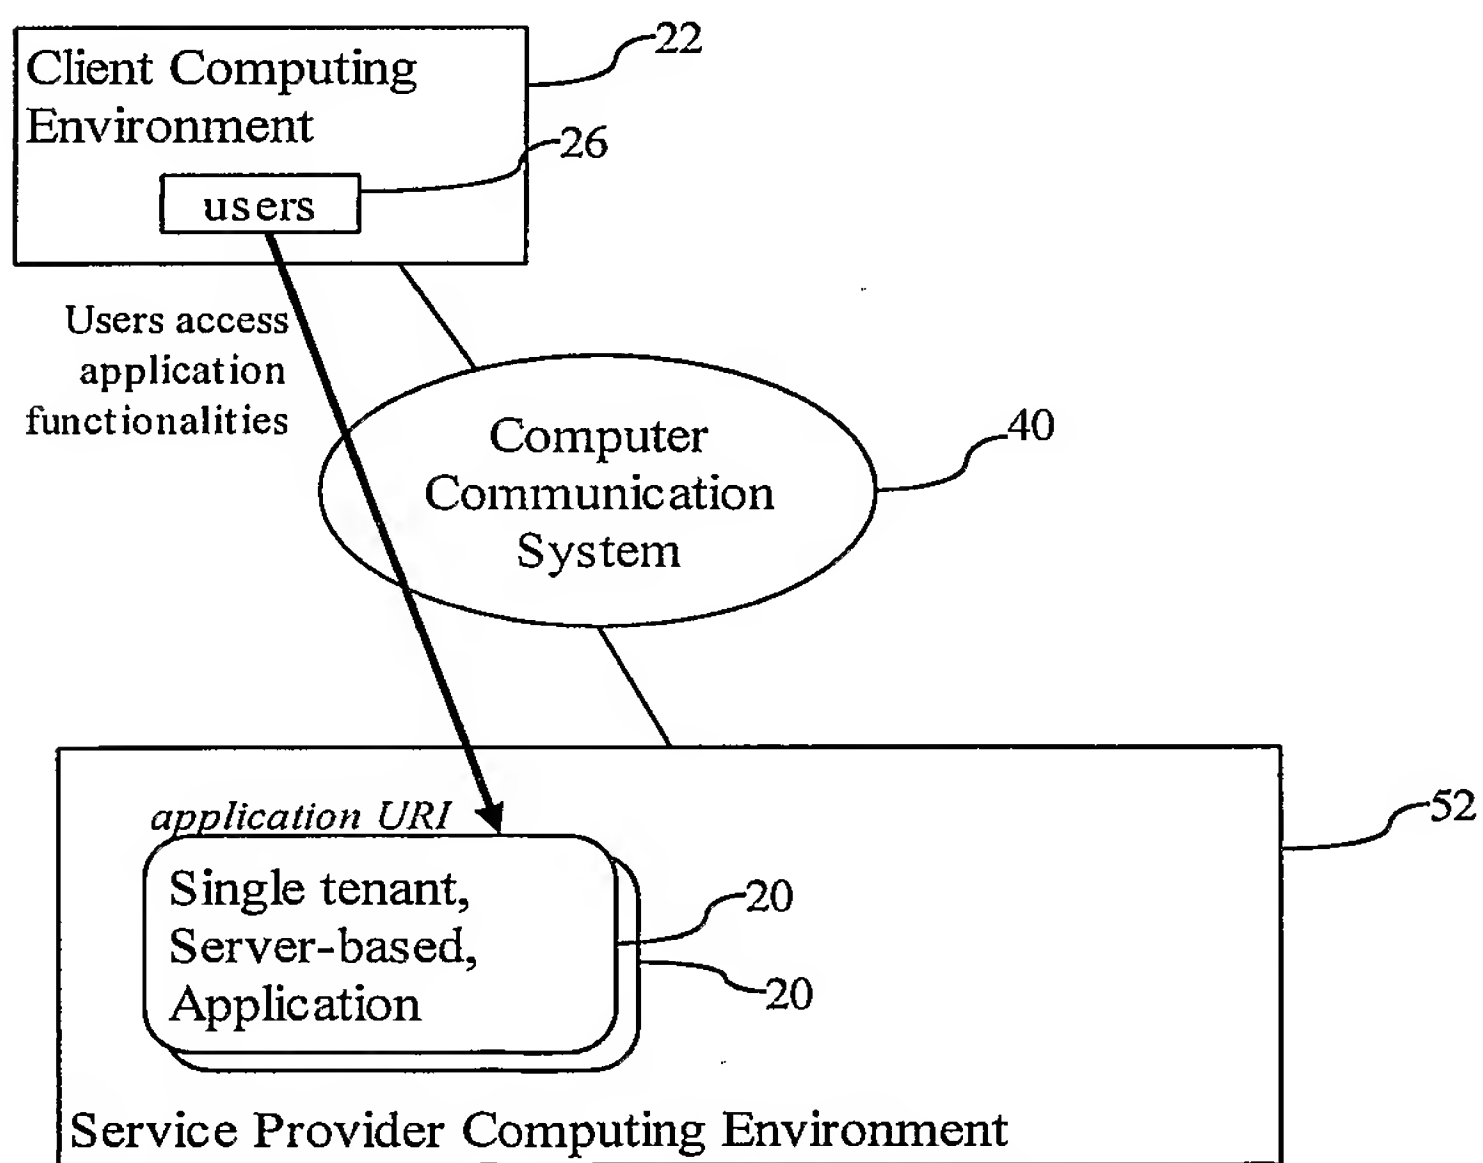 22
Client Computing
Environment
26
users
Users access
application
functionalities
Computer
Communication
System
40
application URI
52
Single tenant,
Server-based,
Application
20
20
Service Provider Computing Environment